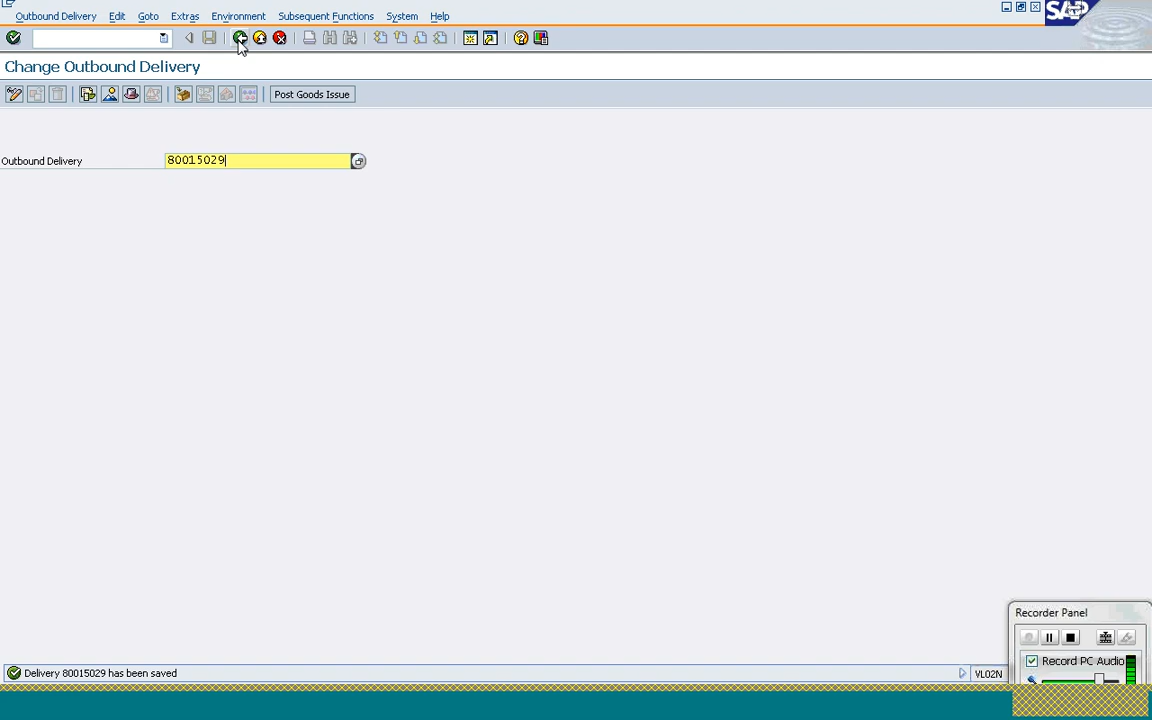 Outbound Delivery Edit Goto Extras Environment Subsequent Functions System Help
SAP
Change Outbound Delivery
Post Goods Issue
Outbound Delivery 80015029
Recorder Panel
Record PC Audio
Delivery 80015029 has been saved VL02N